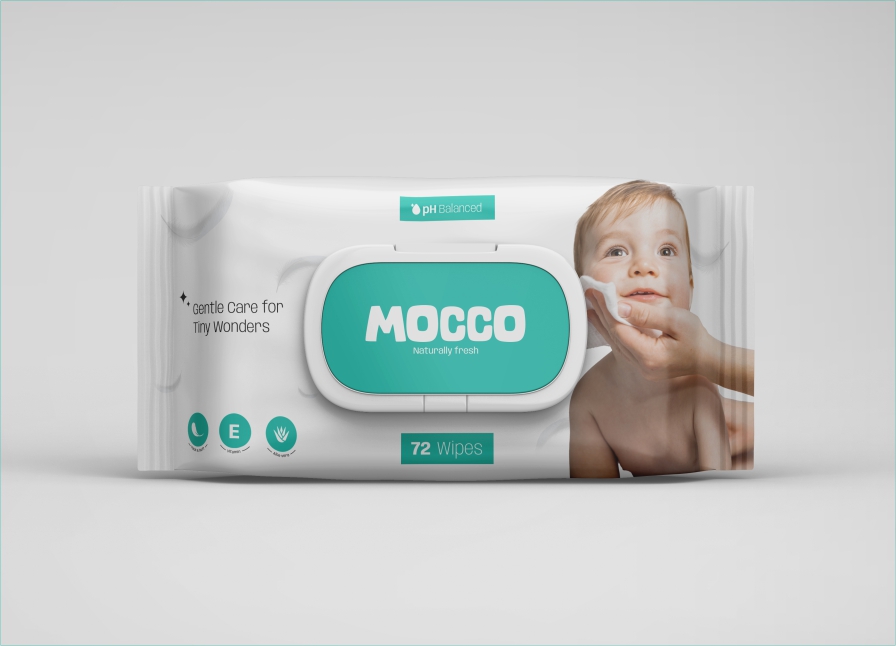 pH Balanced
MOCCO
Naturally fresh
Gentle Care for
Tiny Wonders
E
72 Wipes